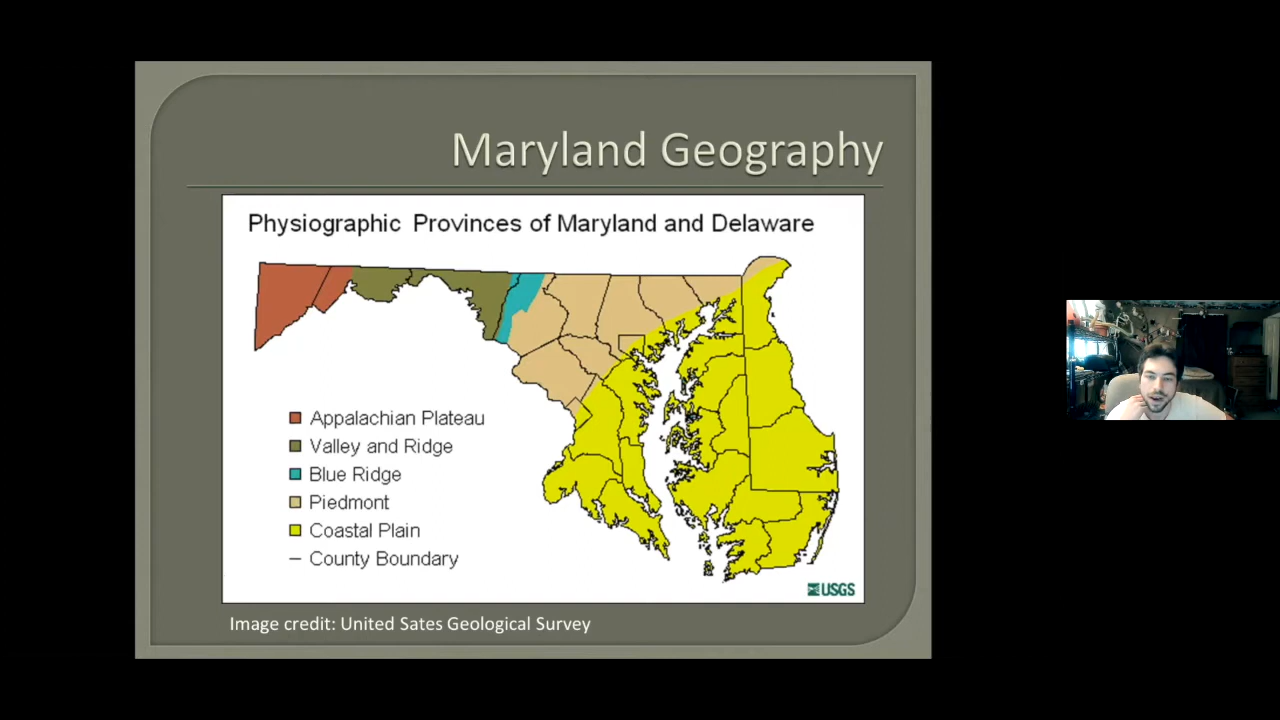 Maryland Geography
Physiographic Provinces of Maryland and Delaware
Appalachian Plateau
Valley and Ridge
Blue Ridge
Piedmont
Coastal Plain
County Boundary
USGS
Image credit: United Sates Geological Survey